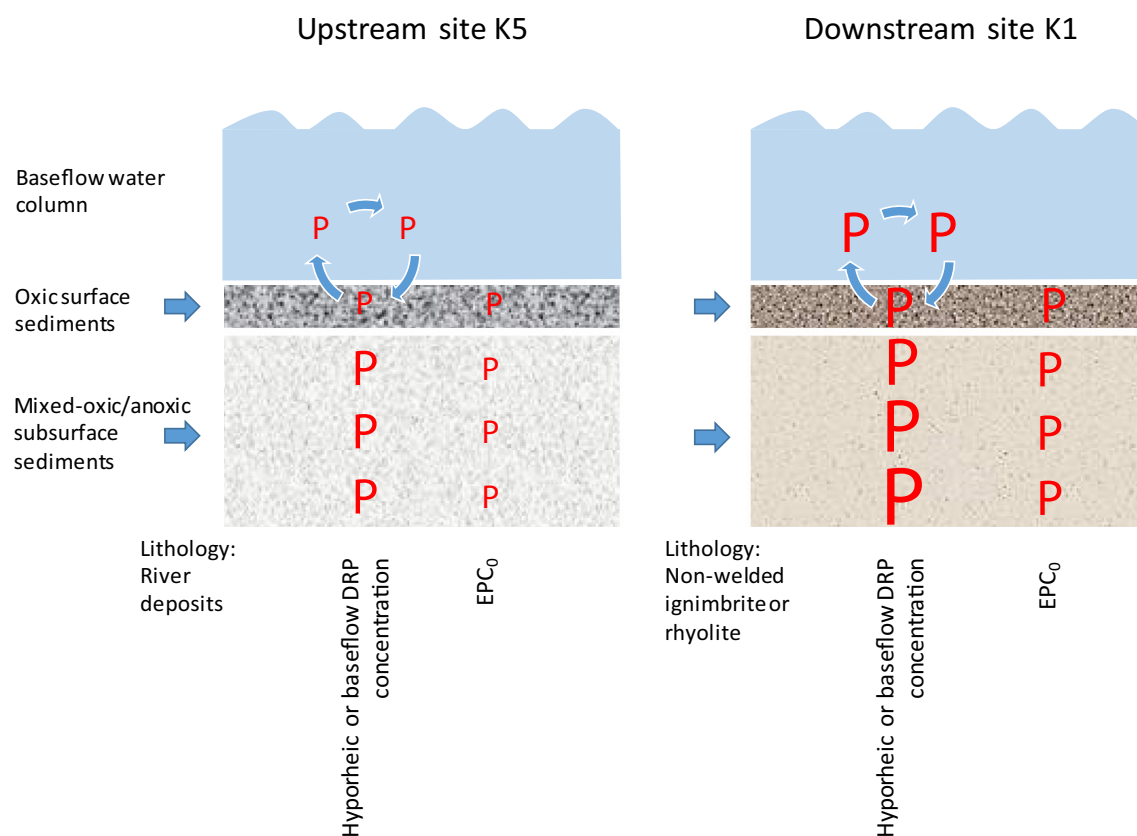 Upstream site K5
Downstream site K1
Baseflow water
column
P P
P P
Oxic surface
sediments
P P
P P
Mixed-oxic/anoxic
subsurface
sediments
P P
P P
P P
P P
P P
P P
Lithology:
River
deposits
Hyporheic or baseflow DRP
concentration
EPC₀
Lithology:
Non-welded
ignimbrite or
rhyolite
Hyporheic or baseflow DRP
concentration
EPC₀